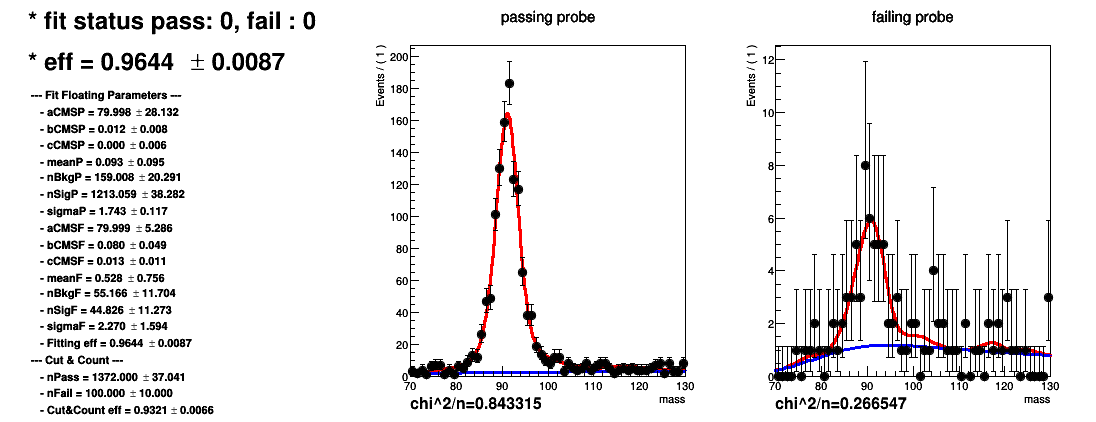 * fit status pass: 0, fail : 0
* eff = 0.9644 ± 0.0087
--- Fit Floating Parameters ---
- aCMSP = 79.998 ± 28.132
- bCMSP = 0.012 ± 0.008
- cCMSP = 0.000 ± 0.006
- meanP = 0.093 ± 0.095
- nBkgP = 159.008 ± 20.291
- nSigP = 1213.059 ± 38.282
- sigmaP = 1.743 ± 0.117
- aCMSF = 79.999 ± 5.286
- bCMSF = 0.080 ± 0.049
- cCMSF = 0.013 ± 0.011
- meanF = 0.528 ± 0.756
- nBkgF = 55.166 ± 11.704
- nSigF = 44.826 ± 11.273
- sigmaF = 2.270 ± 1.594
- Fitting eff = 0.9644 ± 0.0087
--- Cut & Count ---
- nPass = 1372.000 ± 37.041
- nFail = 100.000 ± 10.000
- Cut&Count eff = 0.9321 ± 0.0066
passing probe
Events / ( 1 )
200
180
160
140
120
100
80
60
40
20
0
70 80 90 100 110 120 130
mass
chi^2/n=0.843315
failing probe
Events / ( 1 )
12
10
8
6
4
2
0
70 80 90 100 110 120 130
mass
chi^2/n=0.266547